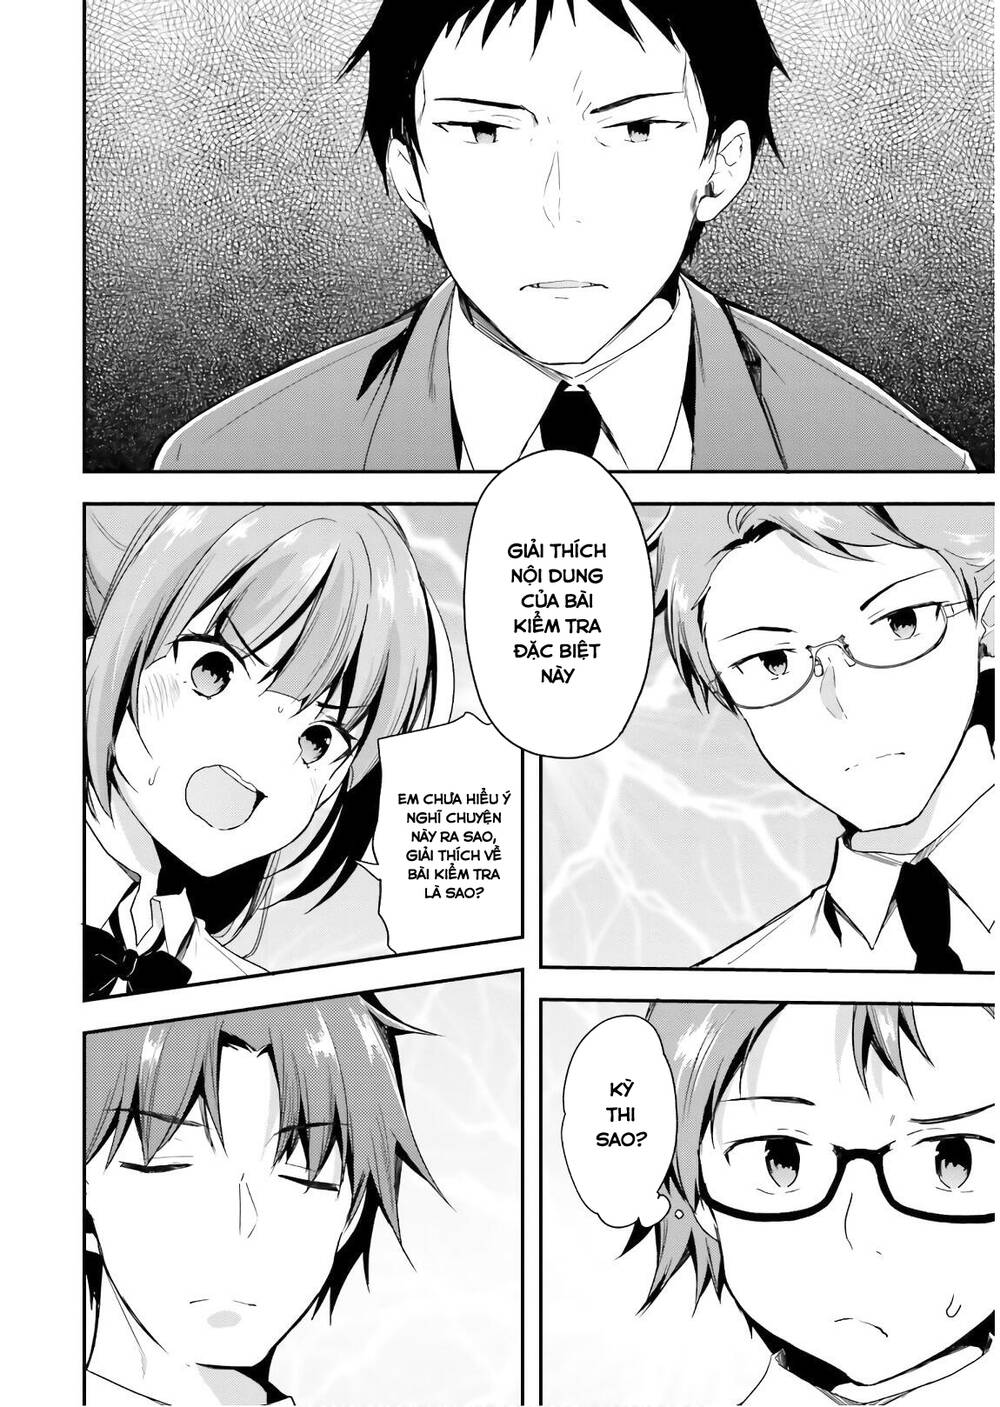 GIẢI THÍCH
NỘI DUNG
CỦA BÀI
KIỂM TRA
ĐẶC BIỆT
NÀY
EM CHƯA HIỂU Ý
NGHĨ CHUYỆN
NÀY RA SAO,
GIẢI THÍCH VỀ
BÀI KIỂM TRA
LÀ SAO?
KỲ
THI
SAO?